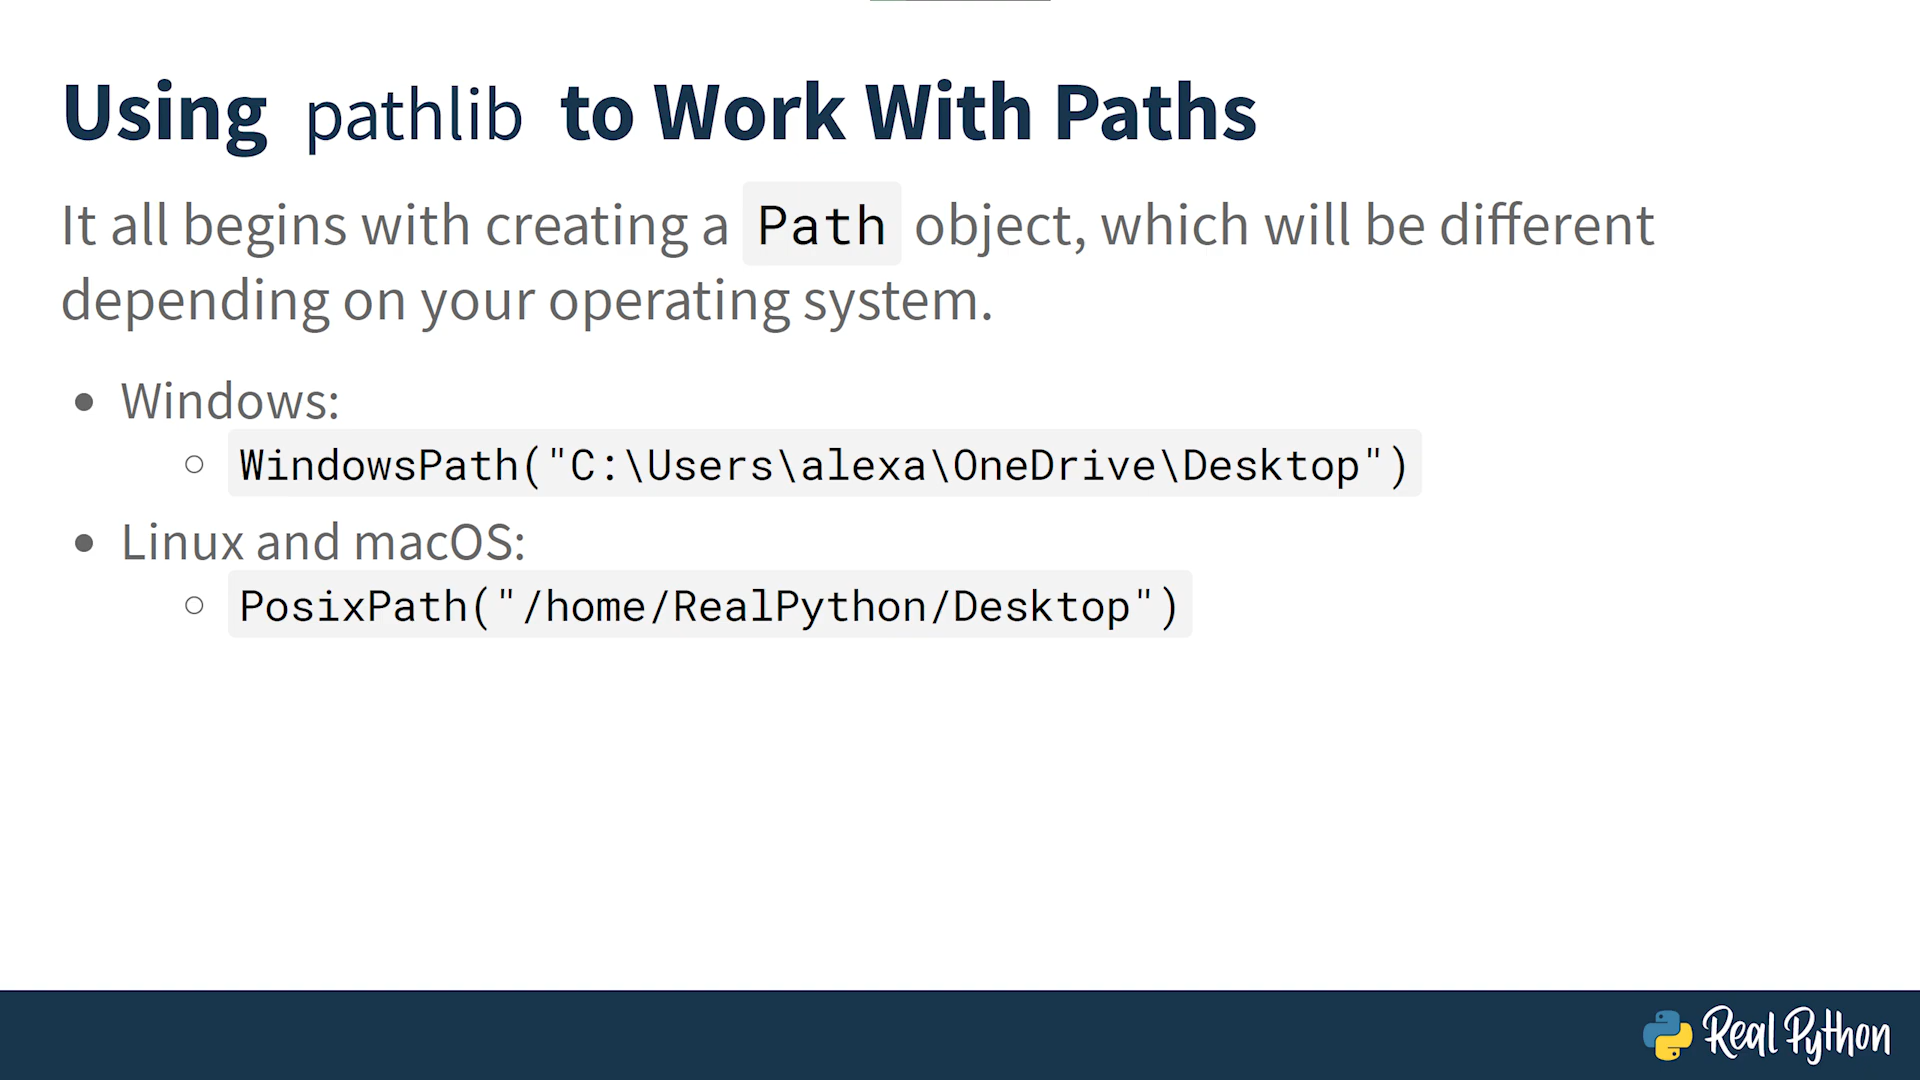 Using pathlib to Work With Paths
It all begins with creating a Path object, which will be different
depending on your operating system.
• Windows:
○ WindowsPath("C:\Users\alexa\OneDrive\Desktop")
• Linux and macOS:
○ PosixPath("/home/RealPython/Desktop")
Real Python